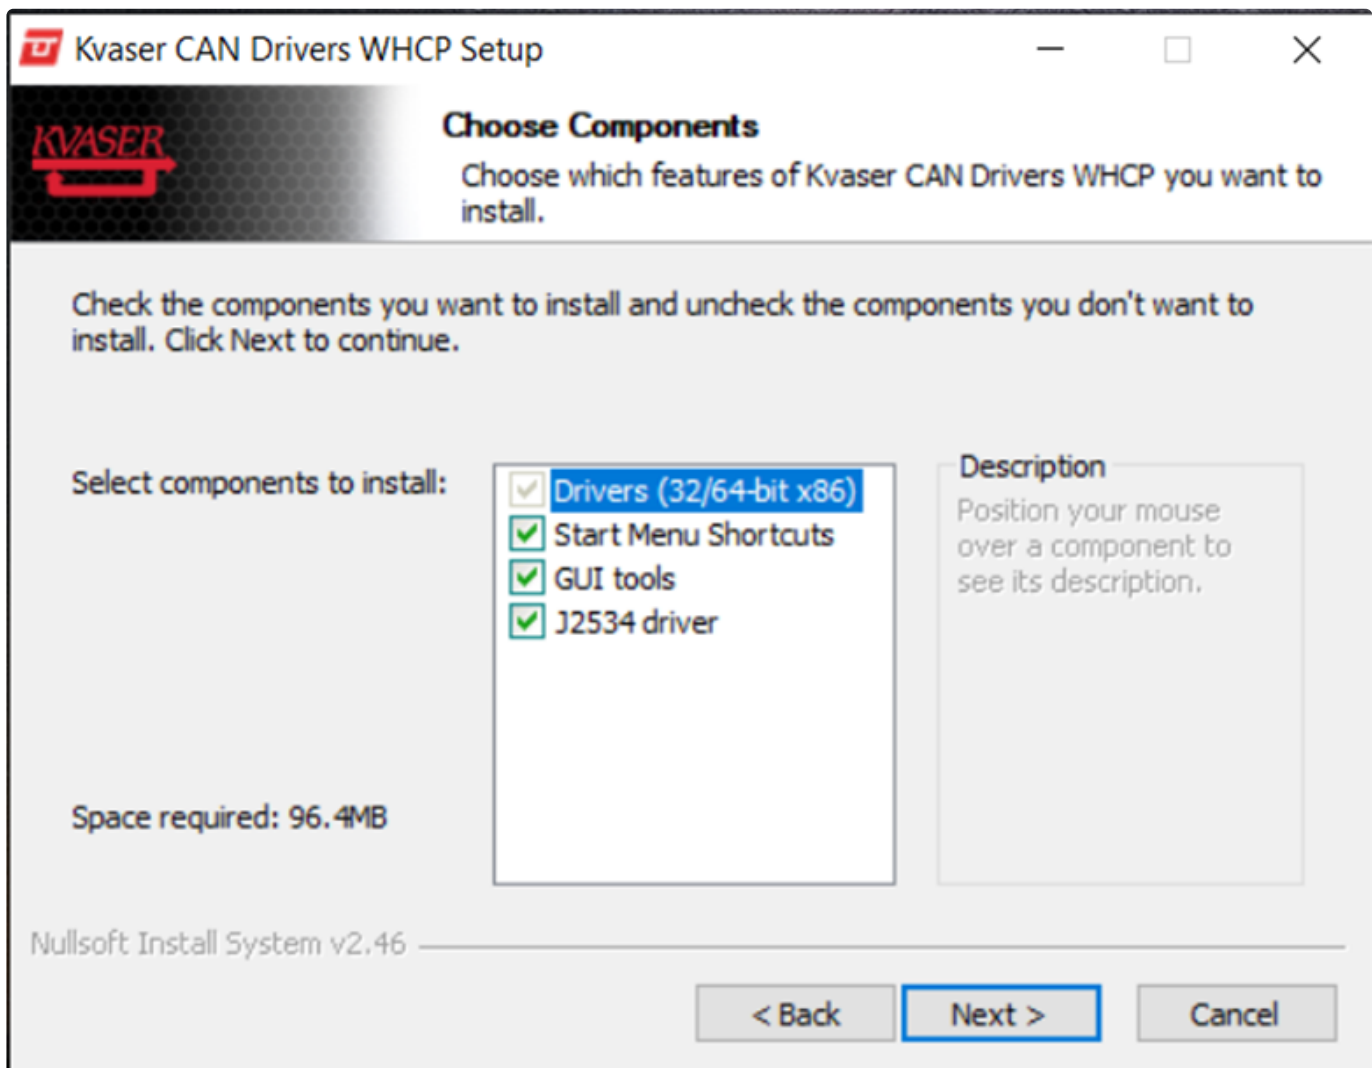 Kvaser CAN Drivers WHCP Setup
KVASER
Choose Components
Choose which features of Kvaser CAN Drivers WHCP you want to
install.
Check the components you want to install and uncheck the components you don't want to
install. Click Next to continue.
Select components to install:
Drivers (32/64-bit x86)
Start Menu Shortcuts
GUI tools
J2534 driver
Description
Position your mouse
over a component to
see its description.
Space required: 96.4MB
Nullsoft Install System v2.46
< Back
Next >
Cancel